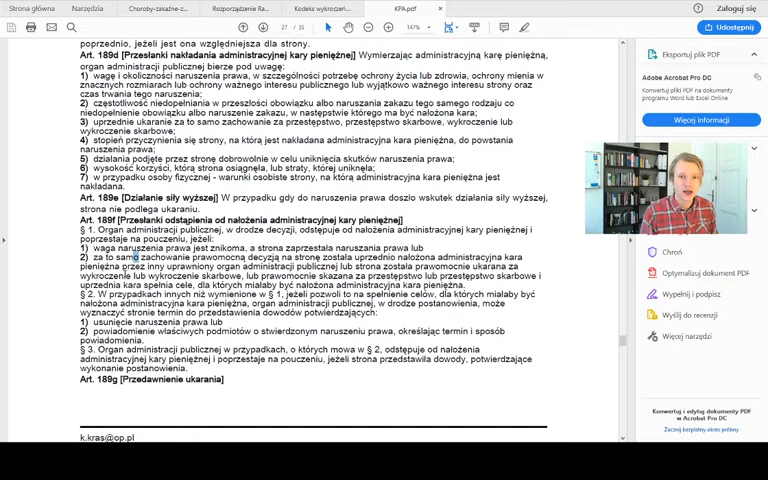 Strona główna
Narzędzia
Choroby-zakaźne-z...
Rozporządzenie Ra...
Kodeks wykroczeń....
KPA.pdf
Zaloguj się
27 / 35
147%
Udostępnij
poprzednio, jeżeli jest ona względniejsza dla strony.
Art. 189d [Przesłanki nakładania administracyjnej kary pieniężnej] Wymierzając administracyjną karę pieniężną,
organ administracji publicznej bierze pod uwagę:
1) wagę i okoliczności naruszenia prawa, w szczególności potrzebę ochrony życia lub zdrowia, ochrony mienia w
znacznych rozmiarach lub ochrony ważnego interesu publicznego lub wyjątkowo ważnego interesu strony oraz
czas trwania tego naruszenia;
2) częstotliwość niedopełniania w przeszłości obowiązku albo naruszania zakazu tego samego rodzaju co
niedopełnienie obowiązku albo naruszenie zakazu, w następstwie którego ma być nałożona kara;
3) uprzednie ukaranie za to samo zachowanie za przestępstwo, przestępstwo skarbowe, wykroczenie lub
wykroczenie skarbowe;
4) stopień przyczynienia się strony, na którą jest nakładana administracyjna kara pieniężna, do powstania
naruszenia prawa;
5) działania podjęte przez stronę dobrowolnie w celu uniknięcia skutków naruszenia prawa;
6) wysokość korzyści, którą strona osiągnęła, lub straty, której uniknęła;
7) w przypadku osoby fizycznej - warunki osobiste strony, na którą administracyjna kara pieniężna jest
nakładana.
Art. 189e [Działanie siły wyższej] W przypadku gdy do naruszenia prawa doszło wskutek działania siły wyższej,
strona nie podlega ukaraniu.
Art. 189f [Przesłanki odstąpienia od nałożenia administracyjnej kary pieniężnej]
§ 1. Organ administracji publicznej, w drodze decyzji, odstępuje od nałożenia administracyjnej kary pieniężnej i
poprzestaje na pouczeniu, jeżeli:
1) waga naruszenia prawa jest znikoma, a strona zaprzestała naruszania prawa lub
2) za to samo zachowanie prawomocną decyzją na stronę została uprzednio nałożona administracyjna kara
pieniężna przez inny uprawniony organ administracji publicznej lub strona została prawomocnie ukarana za
wykroczenie lub wykroczenie skarbowe, lub prawomocnie skazana za przestępstwo lub przestępstwo skarbowe i
uprzednia kara spełnia cele, dla których miałaby być nałożona administracyjna kara pieniężna.
§ 2. W przypadkach innych niż wymienione w § 1, jeżeli pozwoli to na spełnienie celów, dla których miałaby być
nałożona administracyjna kara pieniężna, organ administracji publicznej, w drodze postanowienia, może
wyznaczyć stronie termin do przedstawienia dowodów potwierdzających:
1) usunięcie naruszenia prawa lub
2) powiadomienie właściwych podmiotów o stwierdzonym naruszeniu prawa, określając termin i sposób
powiadomienia.
§ 3. Organ administracji publicznej w przypadkach, o których mowa w § 2, odstępuje od nałożenia
administracyjnej kary pieniężnej i poprzestaje na pouczeniu, jeżeli strona przedstawiła dowody, potwierdzające
wykonanie postanowienia.
Art. 189g [Przedawnienie ukarania]
k.kras@op.pl
Eksportuj plik PDF
Adobe Acrobat Pro DC
Konwertuj pliki PDF na dokumenty
programu Word lub Excel Online
Więcej informacji
Chroń
Optymalizuj dokument PDF
Wypełnij i podpisz
Wyślij do recenzji
Więcej narzędzi
Konwertuj i edytuj dokumenty PDF
w Acrobat Pro DC
Zacznij bezpłatny okres próbny